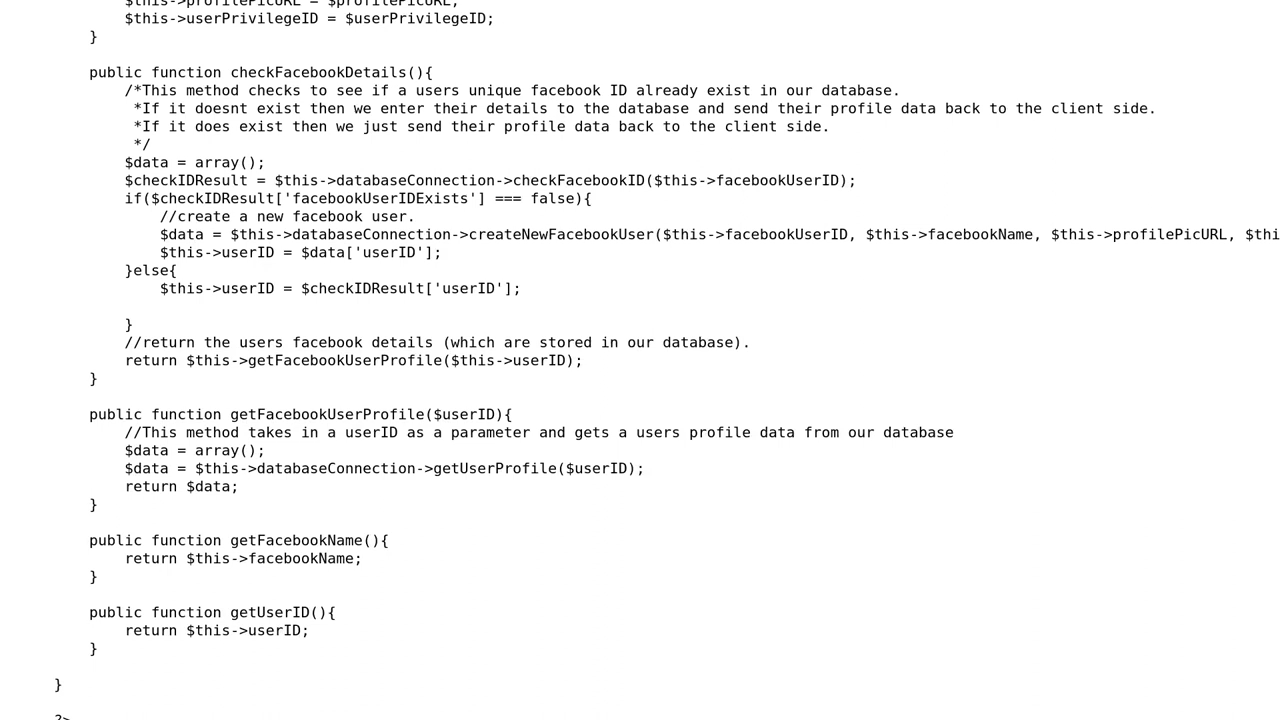 $this->profilePicURL = $profilePicURL;
$this->userPrivilegeID = $userPrivilegeID;
}
public function checkFacebookDetails(){
/*This method checks to see if a users unique facebook ID already exist in our database.
*If it doesnt exist then we enter their details to the database and send their profile data back to the client side.
*If it does exist then we just send their profile data back to the client side.
*/
$data = array();
$checkIDResult = $this->databaseConnection->checkFacebookID($this->facebookUserID);
if($checkIDResult['facebookUserIDExists'] === false){
//create a new facebook user.
$data = $this->databaseConnection->createNewFacebookUser($this->facebookUserID, $this->facebookName, $this->profilePicURL, $thi
$this->userID = $data['userID'];
}else{
$this->userID = $checkIDResult['userID'];
}
//return the users facebook details (which are stored in our database).
return $this->getFacebookUserProfile($this->userID);
}
public function getFacebookUserProfile($userID){
//This method takes in a userID as a parameter and gets a users profile data from our database
$data = array();
$data = $this->databaseConnection->getUserProfile($userID);
return $data;
}
public function getFacebookName(){
return $this->facebookName;
}
public function getUserID(){
return $this->userID;
}
}
?>